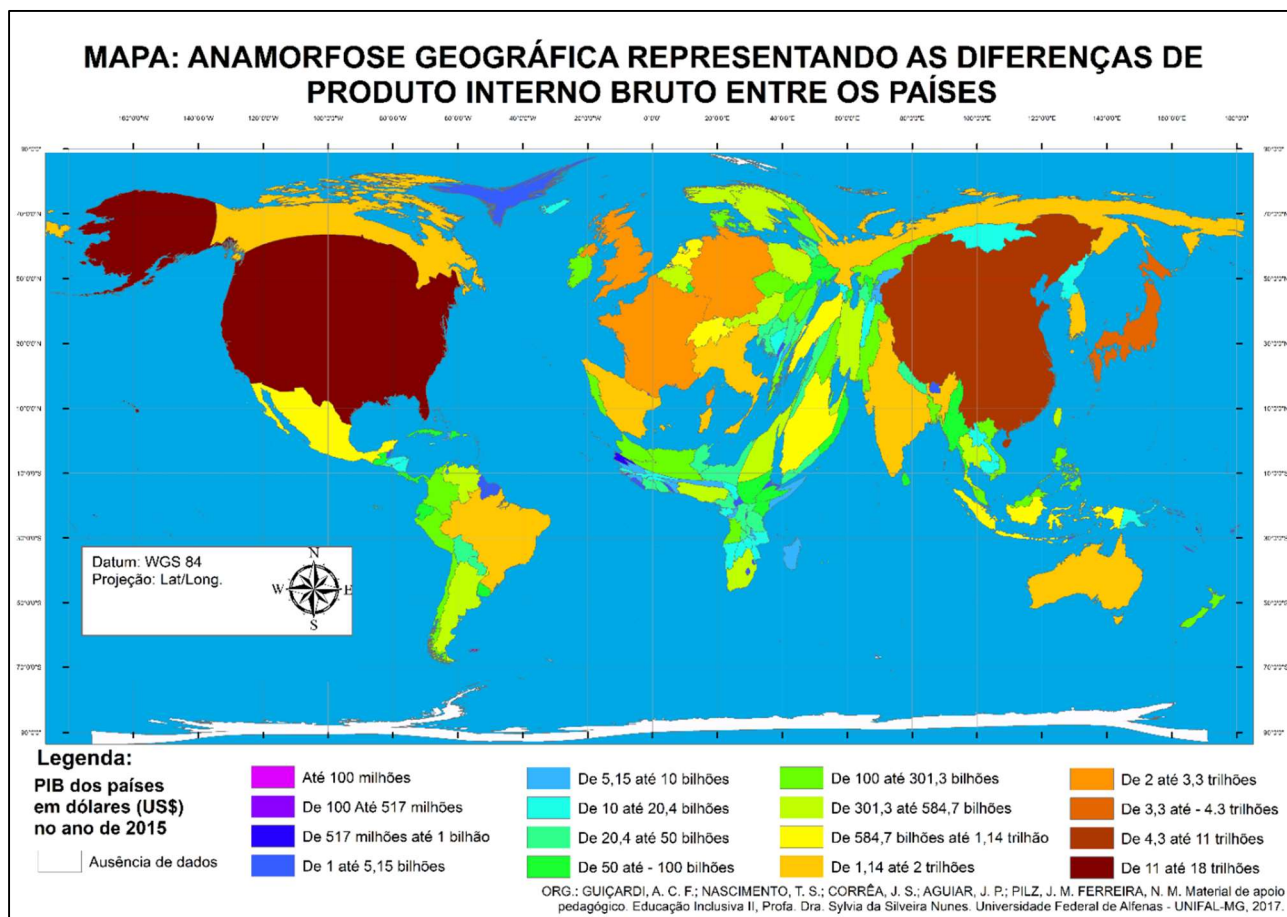 MAPA: ANAMORFOSE GEOGRÁFICA REPRESENTANDO AS DIFERENÇAS DE
PRODUTO INTERNO BRUTO ENTRE OS PAÍSES
Datum: WGS 84
Projeção: Lat/Long.
N
W
E
S
Legenda:
PIB dos países
em dólares (US$)
no ano de 2015
Ausência de dados
Até 100 milhões
De 100 Até 517 milhões
De 517 milhões até 1 bilhão
De 1 até 5,15 bilhões
De 5,15 até 10 bilhões
De 10 até 20,4 bilhões
De 20,4 até 50 bilhões
De 50 até - 100 bilhões
De 100 até 301,3 bilhões
De 301,3 até 584,7 bilhões
De 584,7 bilhões até 1,14 trilhão
De 1,14 até 2 trilhões
De 2 até 3,3 trilhões
De 3,3 até - 4.3 trilhões
De 4,3 até 11 trilhões
De 11 até 18 trilhões
ORG.: GUIÇARDI, A. C. F.; NASCIMENTO, T. S.; CORRÊA, J. S.; AGUIAR, J. P.; PILZ, J. M. FERREIRA, N. M. Material de apoio
pedagógico. Educação Inclusiva II, Profa. Dra. Sylvia da Silveira Nunes. Universidade Federal de Alfenas - UNIFAL-MG, 2017.